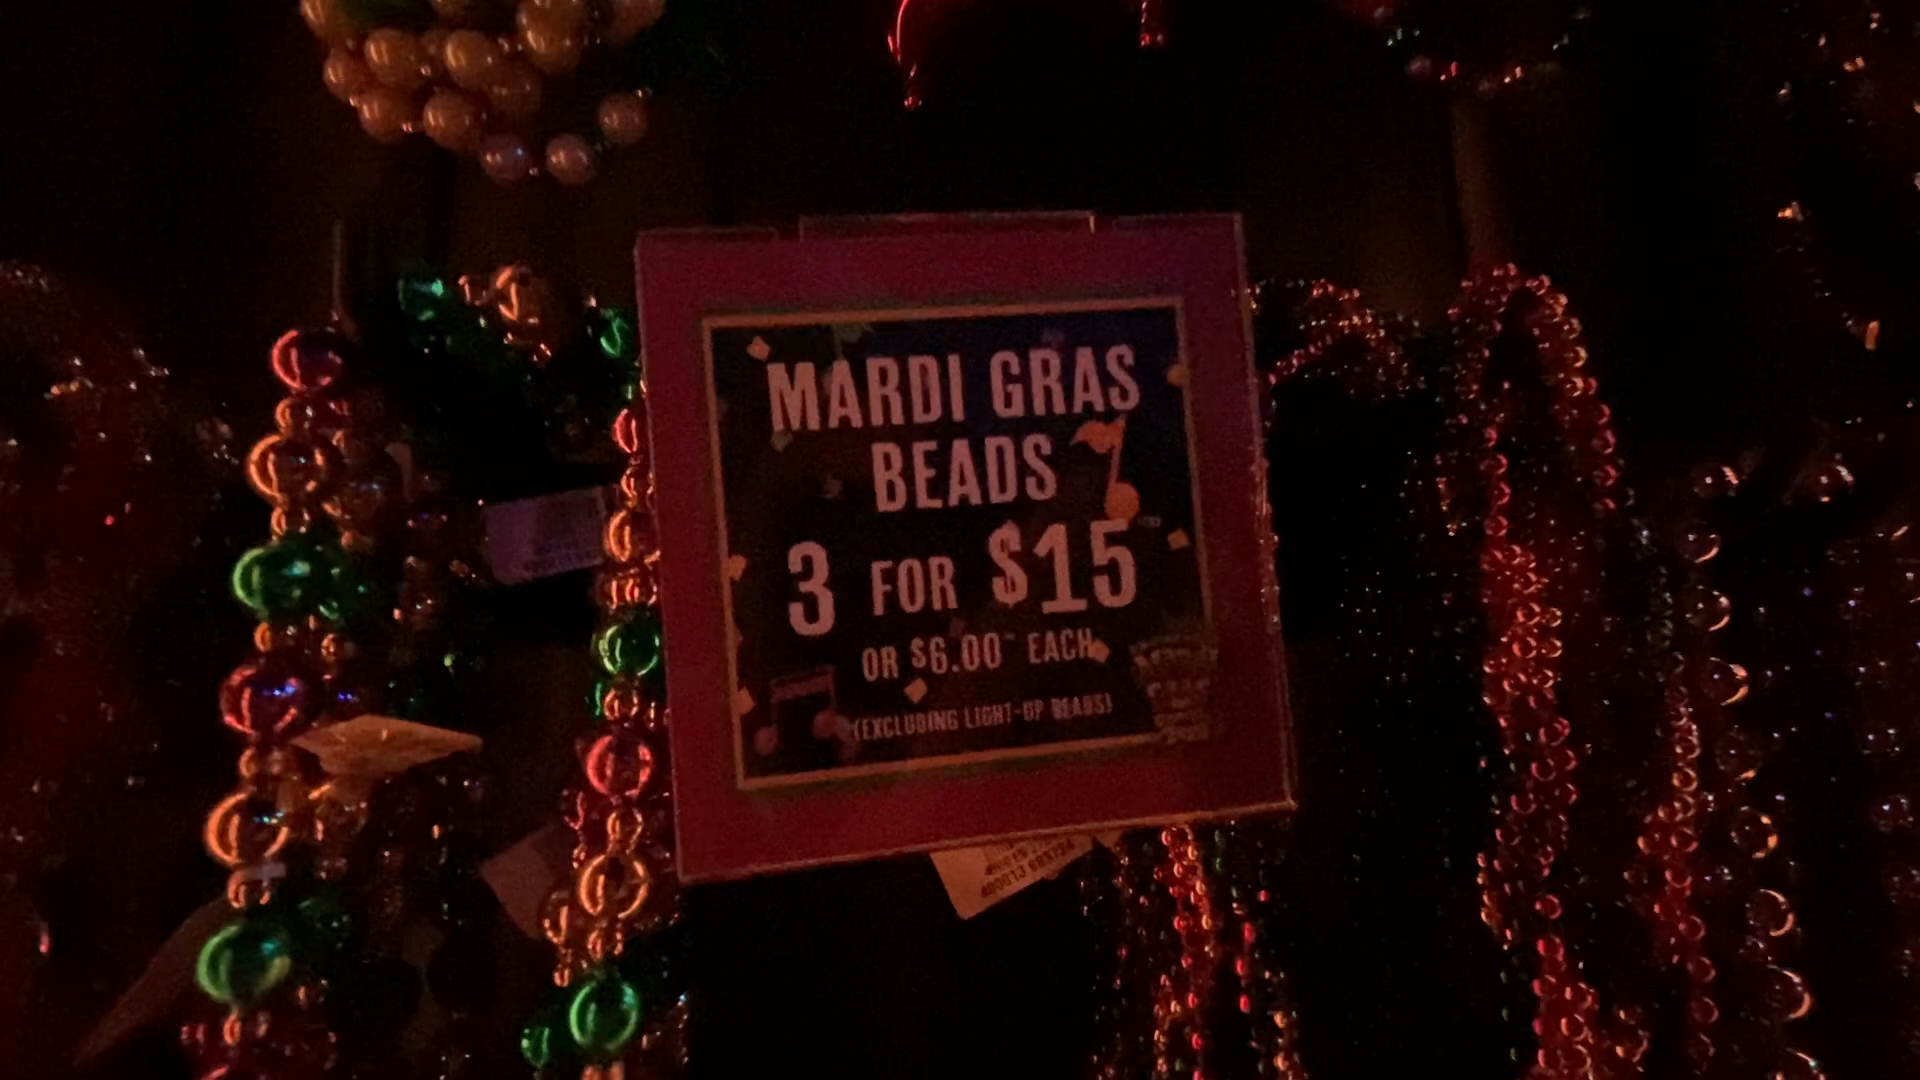 MARDI GRAS
BEADS
3 FOR $15
OR $6.00 EACH
(EXCLUDING LIGHT-UP BEADS)